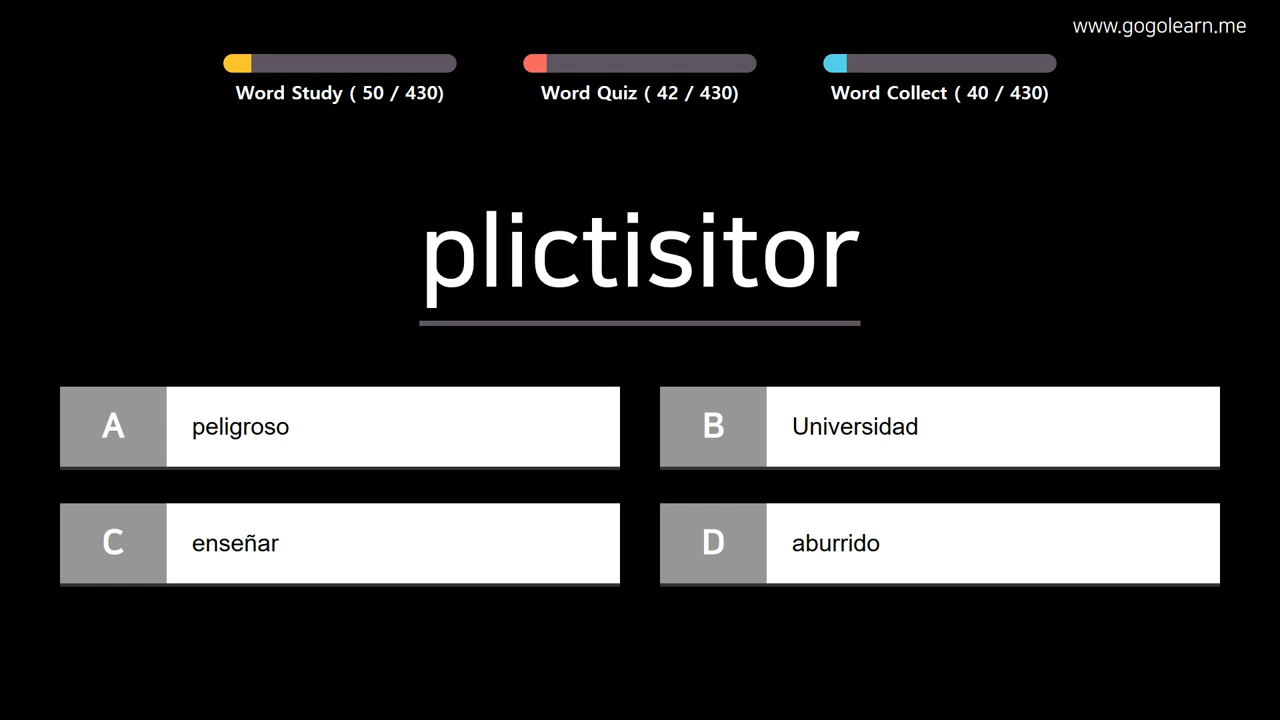 www.gogolearn.me
Word Study ( 50 / 430)
Word Quiz ( 42 / 430)
Word Collect ( 40 / 430)
plictisitor
A peligroso
B Universidad
C enseñar
D aburrido